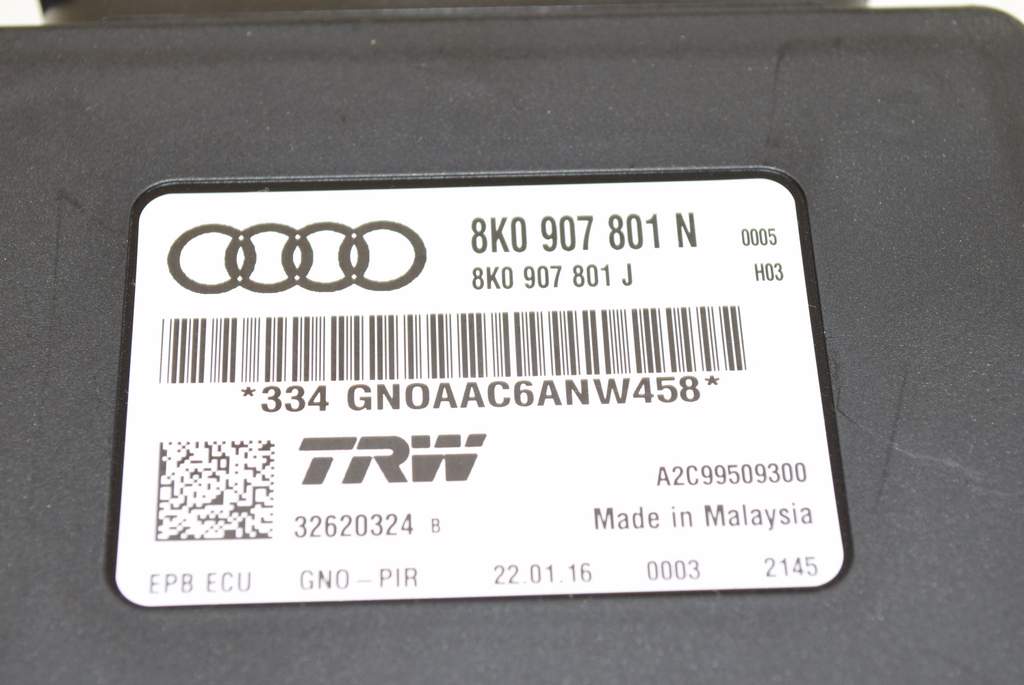 8K0 907 801 N 0005
8K0 907 801 J H03
*334 GNOAAC6ANW458*
TRW
A2C99509300
32620324 B Made in Malaysia
EPB ECU GNO-PIR 22.01.16 0003 2145